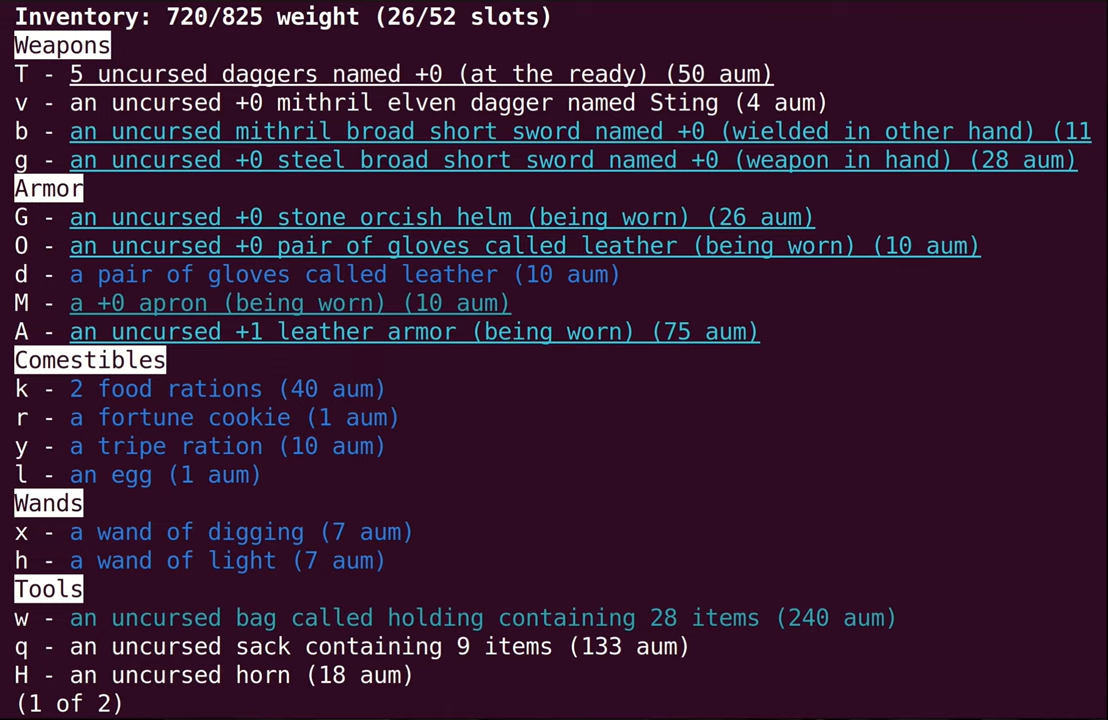 Inventory: 720/825 weight (26/52 slots)
Weapons
T - 5 uncursed daggers named +0 (at the ready) (50 aum)
v - an uncursed +0 mithril elven dagger named Sting (4 aum)
b - an uncursed mithril broad short sword named +0 (wielded in other hand) (11
g - an uncursed +0 steel broad short sword named +0 (weapon in hand) (28 aum)
Armor
G - an uncursed +0 stone orcish helm (being worn) (26 aum)
O - an uncursed +0 pair of gloves called leather (being worn) (10 aum)
d - a pair of gloves called leather (10 aum)
M - a +0 apron (being worn) (10 aum)
A - an uncursed +1 leather armor (being worn) (75 aum)
Comestibles
k - 2 food rations (40 aum)
r - a fortune cookie (1 aum)
y - a tripe ration (10 aum)
l - an egg (1 aum)
Wands
x - a wand of digging (7 aum)
h - a wand of light (7 aum)
Tools
w - an uncursed bag called holding containing 28 items (240 aum)
q - an uncursed sack containing 9 items (133 aum)
H - an uncursed horn (18 aum)
(1 of 2)